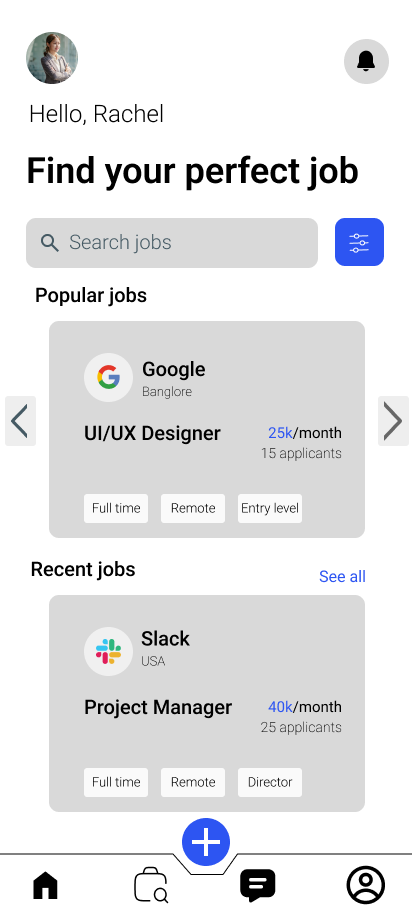 Hello, Rachel
Find your perfect job
Search jobs
Popular jobs
Google
Banglore
UI/UX Designer
25k/month
15 applicants
Full time
Remote
Entry level
Recent jobs
See all
Slack
USA
Project Manager
40k/month
25 applicants
Full time
Remote
Director